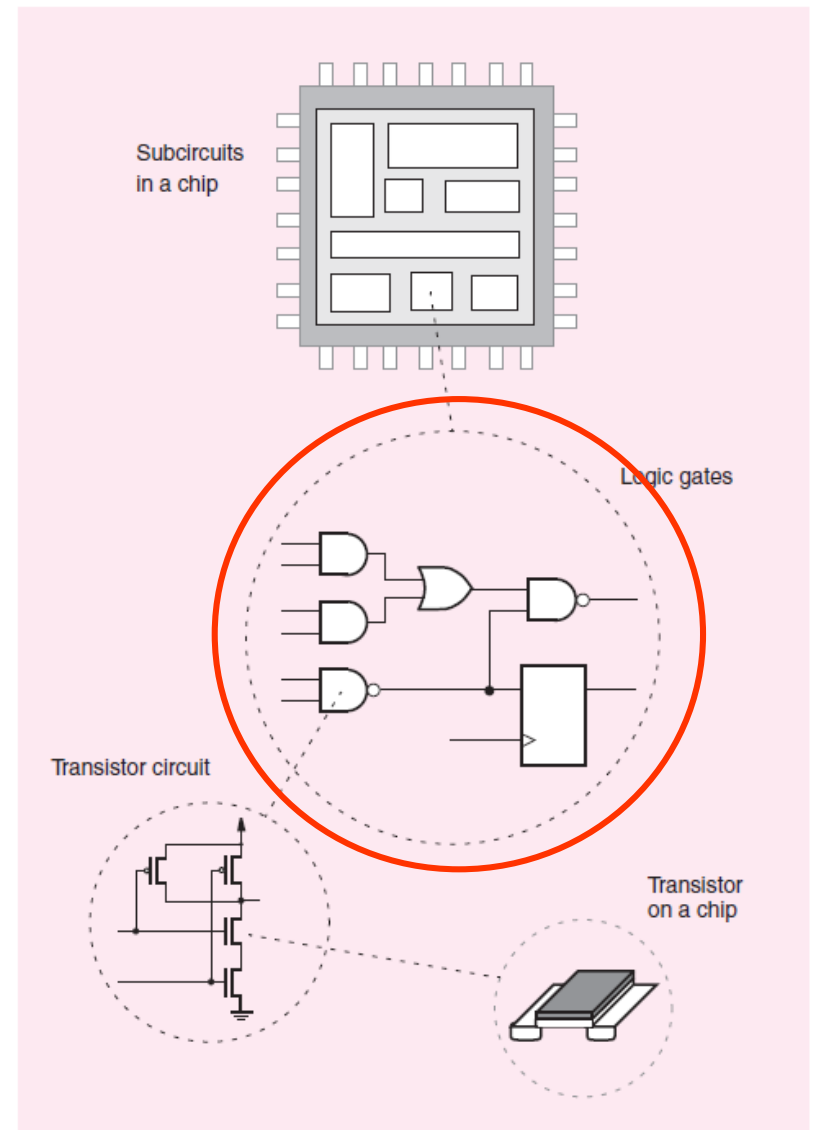 Subcircuits
in a chip
Logic gates
Transistor circuit
Transistor
on a chip